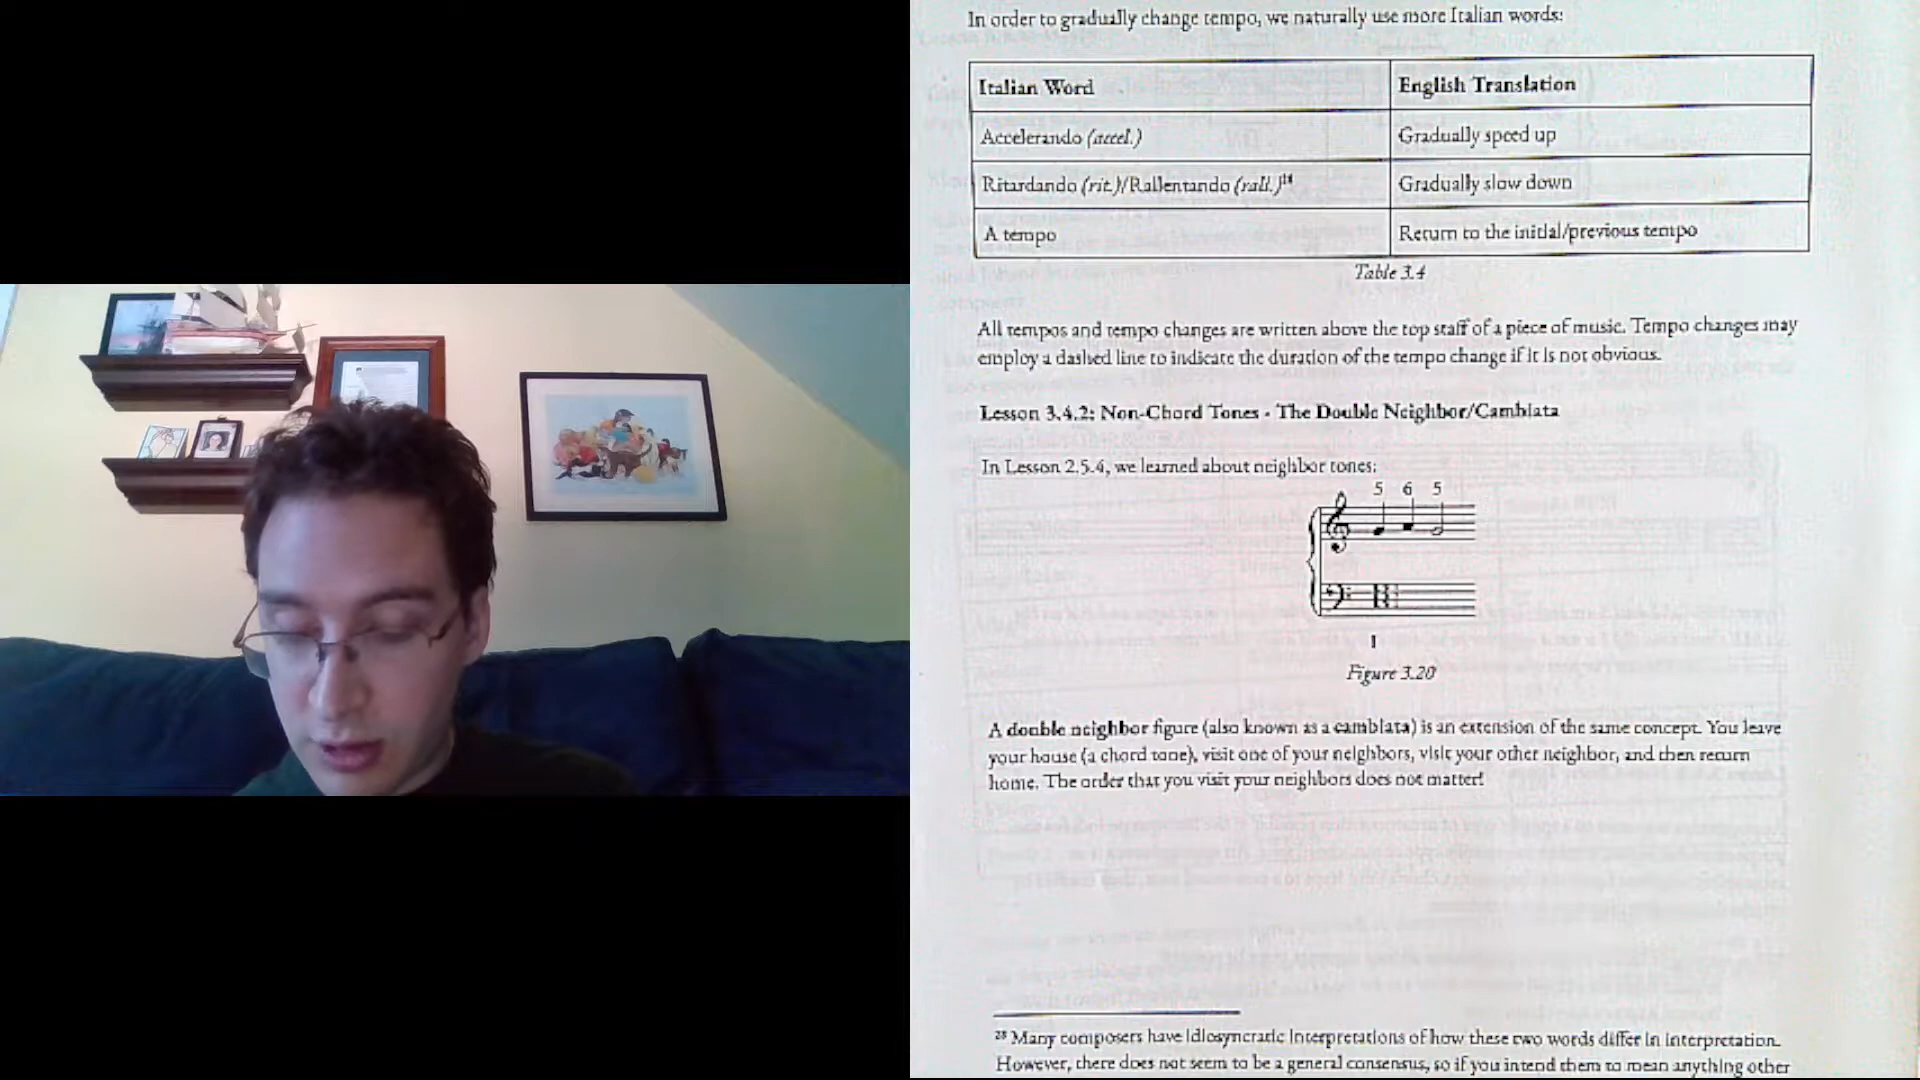 In order to gradually change tempo, we naturally use more Italian words:
Italian Word English Translation
Accelerando (accel.) Gradually speed up
Ritardando (rit.)/Rallentando (rall.)²⁸ Gradually slow down
A tempo Return to the initial/previous tempo
Table 3.4
All tempos and tempo changes are written above the top staff of a piece of music. Tempo changes may
employ a dashed line to indicate the duration of the tempo change if it is not obvious.
Lesson 3.4.2: Non-Chord Tones - The Double Neighbor/Cambiata
In Lesson 2.5.4, we learned about neighbor tones:
5 6 5
I
Figure 3.20
A double neighbor figure (also known as a cambiata) is an extension of the same concept. You leave
your house (a chord tone), visit one of your neighbors, visit your other neighbor, and then return
home. The order that you visit your neighbors does not matter!
²⁸ Many composers have idiosyncratic interpretations of how these two words differ in interpretation.
However, there does not seem to be a general consensus, so if you intend them to mean anything other